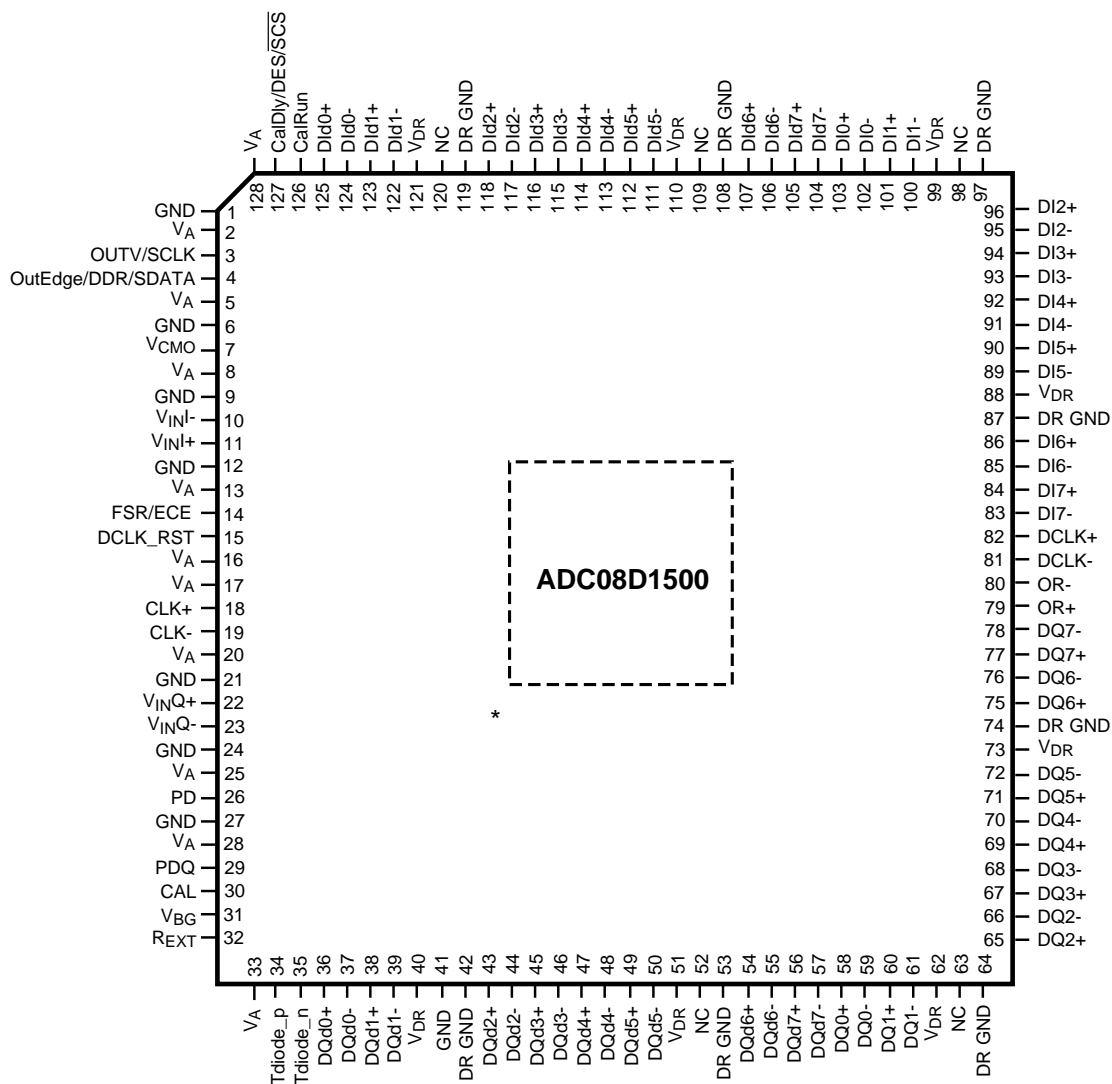 VA
CalDly/DES/SCS
CalRun
DId0+
DId0-
DId1+
DId1-
VDR
NC
DR GND
DId2+
DId2-
DId3+
DId3-
DId4+
DId4-
DId5+
DId5-
VDR
NC
DR GND
DId6+
DId6-
DId7+
DId7-
DI0+
DI0-
DI1+
DI1-
VDR
NC
DR GND
128
127
126
125
124
123
122
121
120
119
118
117
116
115
114
113
112
111
110
109
108
107
106
105
104
103
102
101
100
99
98
97
GND 1
VA 2
OUTV/SCLK 3
OutEdge/DDR/SDATA 4
VA 5
GND 6
VCMO 7
VA 8
GND 9
VINI- 10
VINI+ 11
GND 12
VA 13
FSR/ECE 14
DCLK_RST 15
VA 16
VA 17
CLK+ 18
CLK- 19
VA 20
GND 21
VINQ+ 22
VINQ- 23
GND 24
VA 25
PD 26
GND 27
VA 28
PDQ 29
CAL 30
VBG 31
REXT 32
ADC08D1500
*
96 DI2+
95 DI2-
94 DI3+
93 DI3-
92 DI4+
91 DI4-
90 DI5+
89 DI5-
88 VDR
87 DR GND
86 DI6+
85 DI6-
84 DI7+
83 DI7-
82 DCLK+
81 DCLK-
80 OR-
79 OR+
78 DQ7-
77 DQ7+
76 DQ6-
75 DQ6+
74 DR GND
73 VDR
72 DQ5-
71 DQ5+
70 DQ4-
69 DQ4+
68 DQ3-
67 DQ3+
66 DQ2-
65 DQ2+
33
34
35
36
37
38
39
40
41
42
43
44
45
46
47
48
49
50
51
52
53
54
55
56
57
58
59
60
61
62
63
64
VA
Tdiode_p
Tdiode_n
DQd0+
DQd0-
DQd1+
DQd1-
VDR
GND
DR GND
DQd2+
DQd2-
DQd3+
DQd3-
DQd4+
DQd4-
DQd5+
DQd5-
VDR
NC
DR GND
DQd6+
DQd6-
DQd7+
DQd7-
DQ0+
DQ0-
DQ1+
DQ1-
VDR
NC
DR GND